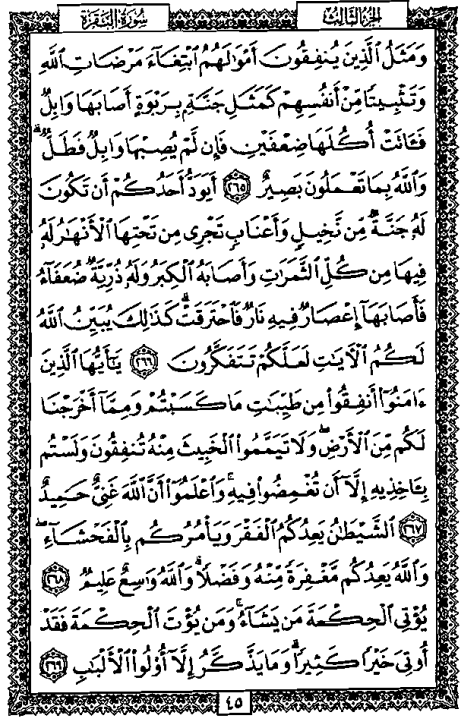 الجزء الثالث
سورة البقرة
وَمَثَلُ ٱلَّذِينَ يُنفِقُونَ أَمۡوَٰلَهُمُ ٱبۡتِغَآءَ مَرۡضَاتِ ٱللَّهِ
وَتَثۡبِيتٗا مِّنۡ أَنفُسِهِمۡ كَمَثَلِ جَنَّةِۭ بِرَبۡوَةٍ أَصَابَهَا وَابِلٞ
فَـَٔاتَتۡ أُكُلَهَا ضِعۡفَيۡنِ فَإِن لَّمۡ يُصِبۡهَا وَابِلٞ فَطَلّٞۗ
وَٱللَّهُ بِمَا تَعۡمَلُونَ بَصِيرٌ ٢٦٥ أَيَوَدُّ أَحَدُكُمۡ أَن تَكُونَ
لَهُۥ جَنَّةٞ مِّن نَّخِيلٖ وَأَعۡنَابٖ تَجۡرِي مِن تَحۡتِهَا ٱلۡأَنۡهَٰرُ لَهُۥ
فِيهَا مِن كُلِّ ٱلثَّمَرَٰتِ وَأَصَابَهُ ٱلۡكِبَرُ وَلَهُۥ ذُرِّيَّةٞ ضُعَفَآءُ
فَأَصَابَهَآ إِعۡصَارٞ فِيهِ نَارٞ فَٱحۡتَرَقَتۡۗ كَذَٰلِكَ يُبَيِّنُ ٱللَّهُ
لَكُمُ ٱلۡأٓيَٰتِ لَعَلَّكُمۡ تَتَفَكَّرُونَ ٢٦٦ يَٰٓأَيُّهَا ٱلَّذِينَ
ءَامَنُوٓاْ أَنفِقُواْ مِن طَيِّبَٰتِ مَا كَسَبۡتُمۡ وَمِمَّآ أَخۡرَجۡنَا
لَكُم مِّنَ ٱلۡأَرۡضِۖ وَلَا تَيَمَّمُواْ ٱلۡخَبِيثَ مِنۡهُ تُنفِقُونَ وَلَسۡتُم
بِـَٔاخِذِيهِ إِلَّآ أَن تُغۡمِضُواْ فِيهِۚ وَٱعۡلَمُوٓاْ أَنَّ ٱللَّهَ غَنِيٌّ حَمِيدٌ
٢٦٧ ٱلشَّيۡطَٰنُ يَعِدُكُمُ ٱلۡفَقۡرَ وَيَأۡمُرُكُم بِٱلۡفَحۡشَآءِۖ
وَٱللَّهُ يَعِدُكُم مَّغۡفِرَةٗ مِّنۡهُ وَفَضۡلٗاۗ وَٱللَّهُ وَٰسِعٌ عَلِيمٞ ٢٦٨
يُؤۡتِي ٱلۡحِكۡمَةَ مَن يَشَآءُۚ وَمَن يُؤۡتَ ٱلۡحِكۡمَةَ فَقَدۡ
أُوتِيَ خَيۡرٗا كَثِيرٗاۗ وَمَا يَذَّكَّرُ إِلَّآ أُوْلُواْ ٱلۡأَلۡبَٰبِ ٢٦٩
٤٥